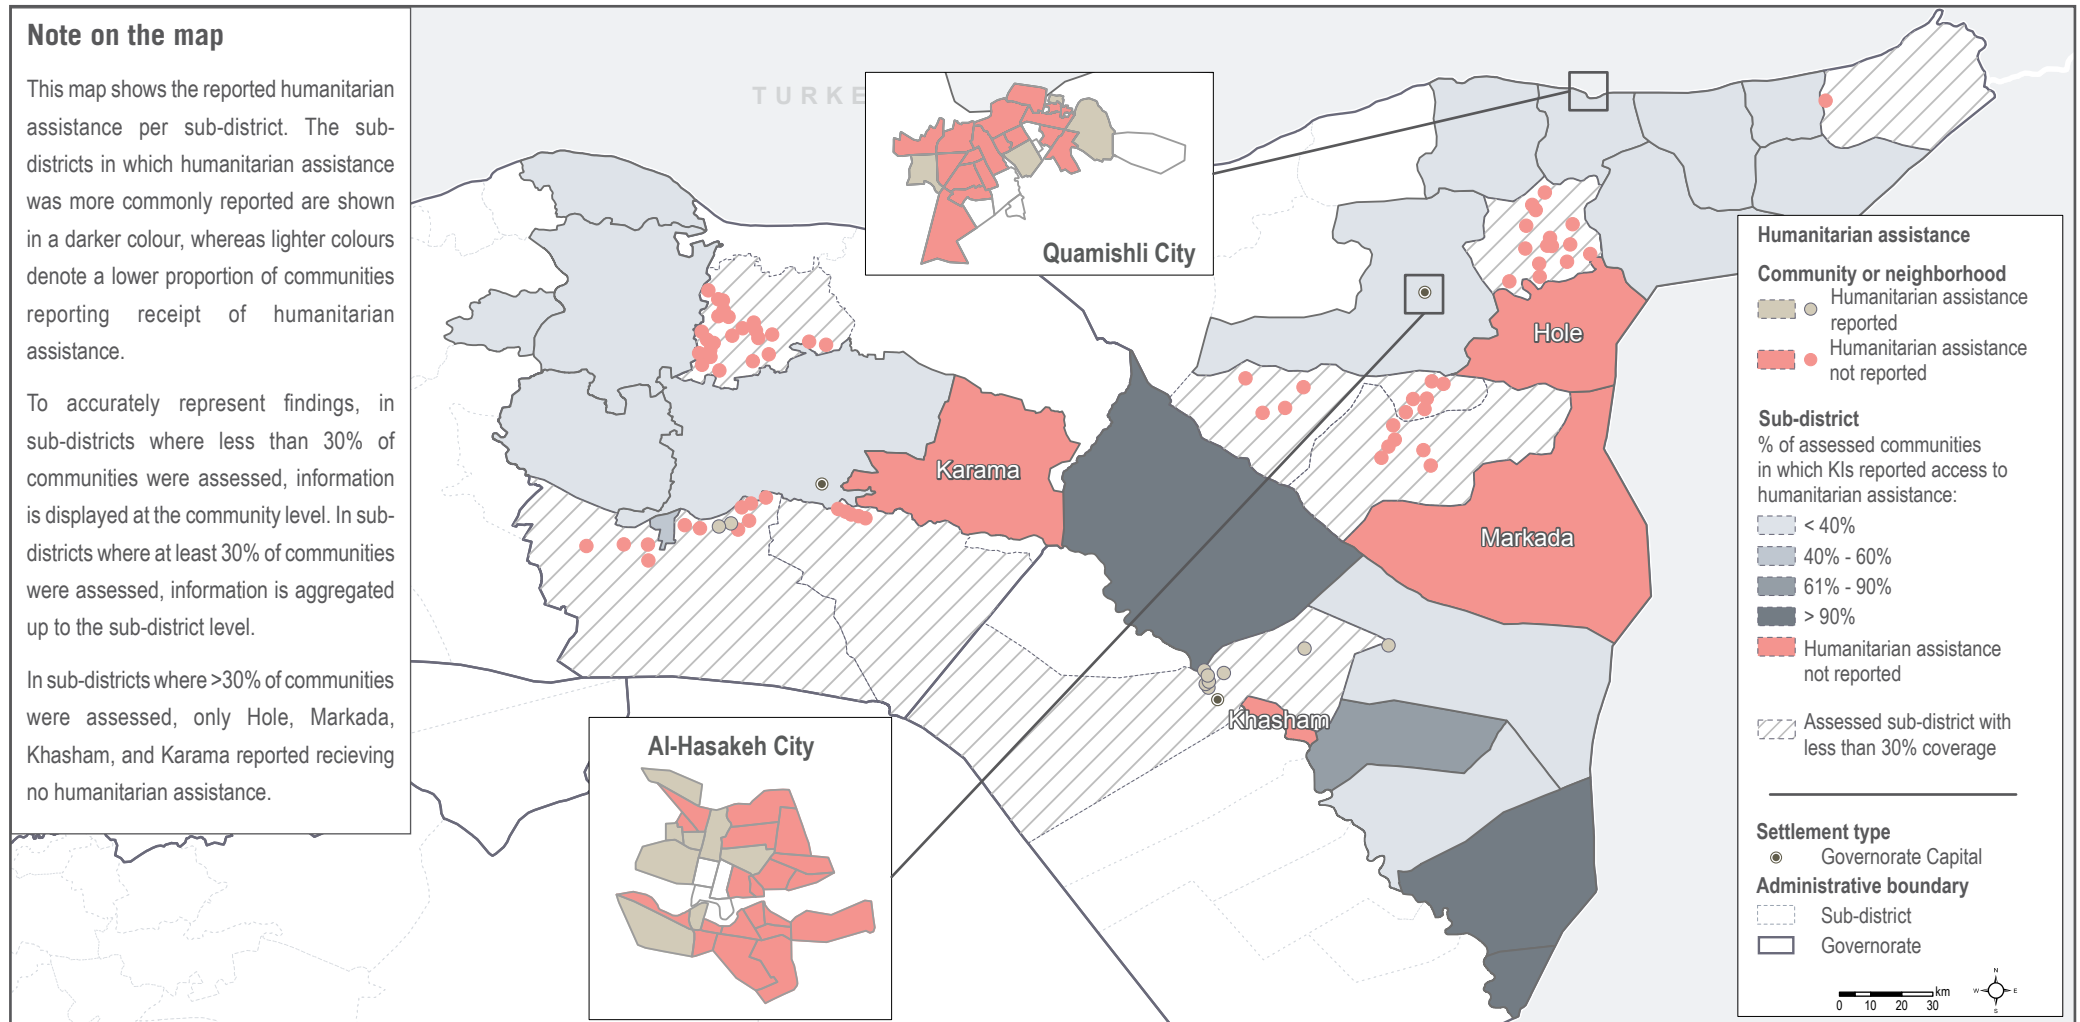 Note on the map
This map shows the reported humanitarian
assistance per sub-district. The sub-
districts in which humanitarian assistance
was more commonly reported are shown
in a darker colour, whereas lighter colours
denote a lower proportion of communities
reporting receipt of humanitarian
assistance.
To accurately represent findings, in
sub-districts where less than 30% of
communities were assessed, information
is displayed at the community level. In sub-
districts where at least 30% of communities
were assessed, information is aggregated
up to the sub-district level.
In sub-districts where >30% of communities
were assessed, only Hole, Markada,
Khasham, and Karama reported recieving
no humanitarian assistance.
TURKE
Quamishli City
Hole
Karama
Markada
Khasham
Al-Hasakeh City
Humanitarian assistance
Community or neighborhood
Humanitarian assistance
reported
Humanitarian assistance
not reported
Sub-district
% of assessed communities
in which KIs reported access to
humanitarian assistance:
< 40%
40% - 60%
61% - 90%
> 90%
Humanitarian assistance
not reported
Assessed sub-district with
less than 30% coverage
Settlement type
Governorate Capital
Administrative boundary
Sub-district
Governorate
km
0 10 20 30
N
W E
S